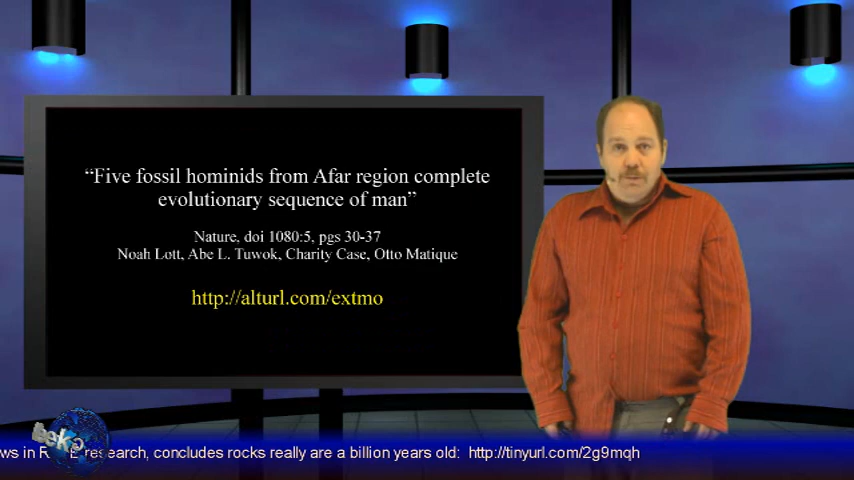 “Five fossil hominids from Afar region complete
evolutionary sequence of man”
Nature, doi 1080:5, pgs 30-37
Noah Lott, Abe L. Tuwok, Charity Case, Otto Matique
http://alturl.com/extmo
research, concludes rocks really are a billion years old: http://tinyurl.com/2g9mqh